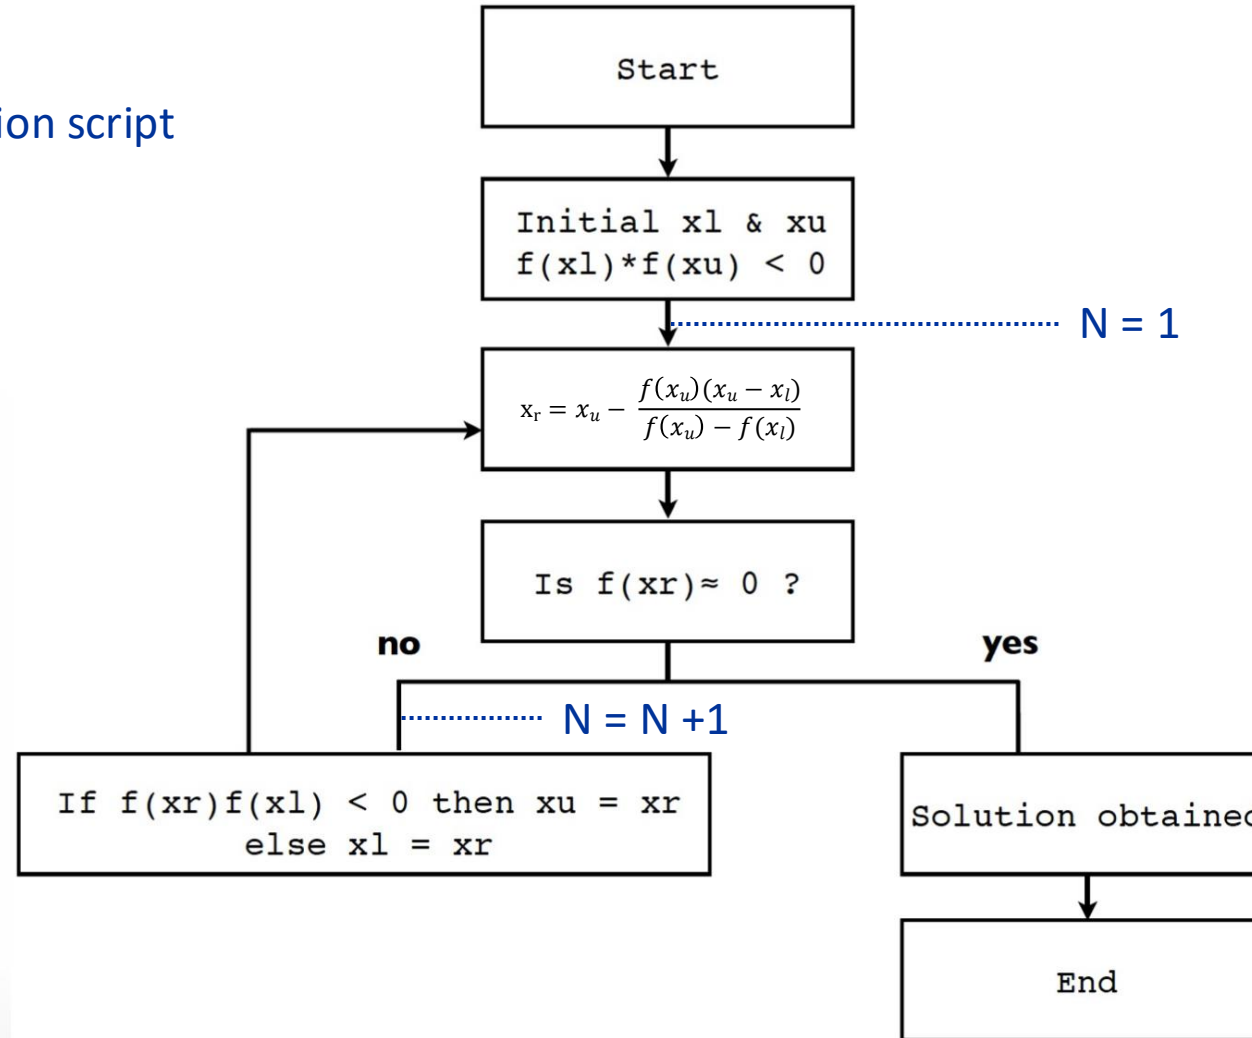 ion script
Start
Initial xl & xu
f(xl)*f(xu) < 0
N = 1
xᵣ = xᵤ − f(xᵤ)(xᵤ − xₗ) / f(xᵤ) − f(xₗ)
Is f(xr)≈ 0 ?
no
yes
N = N +1
If f(xr)f(xl) < 0 then xu = xr
else xl = xr
Solution obtained
End